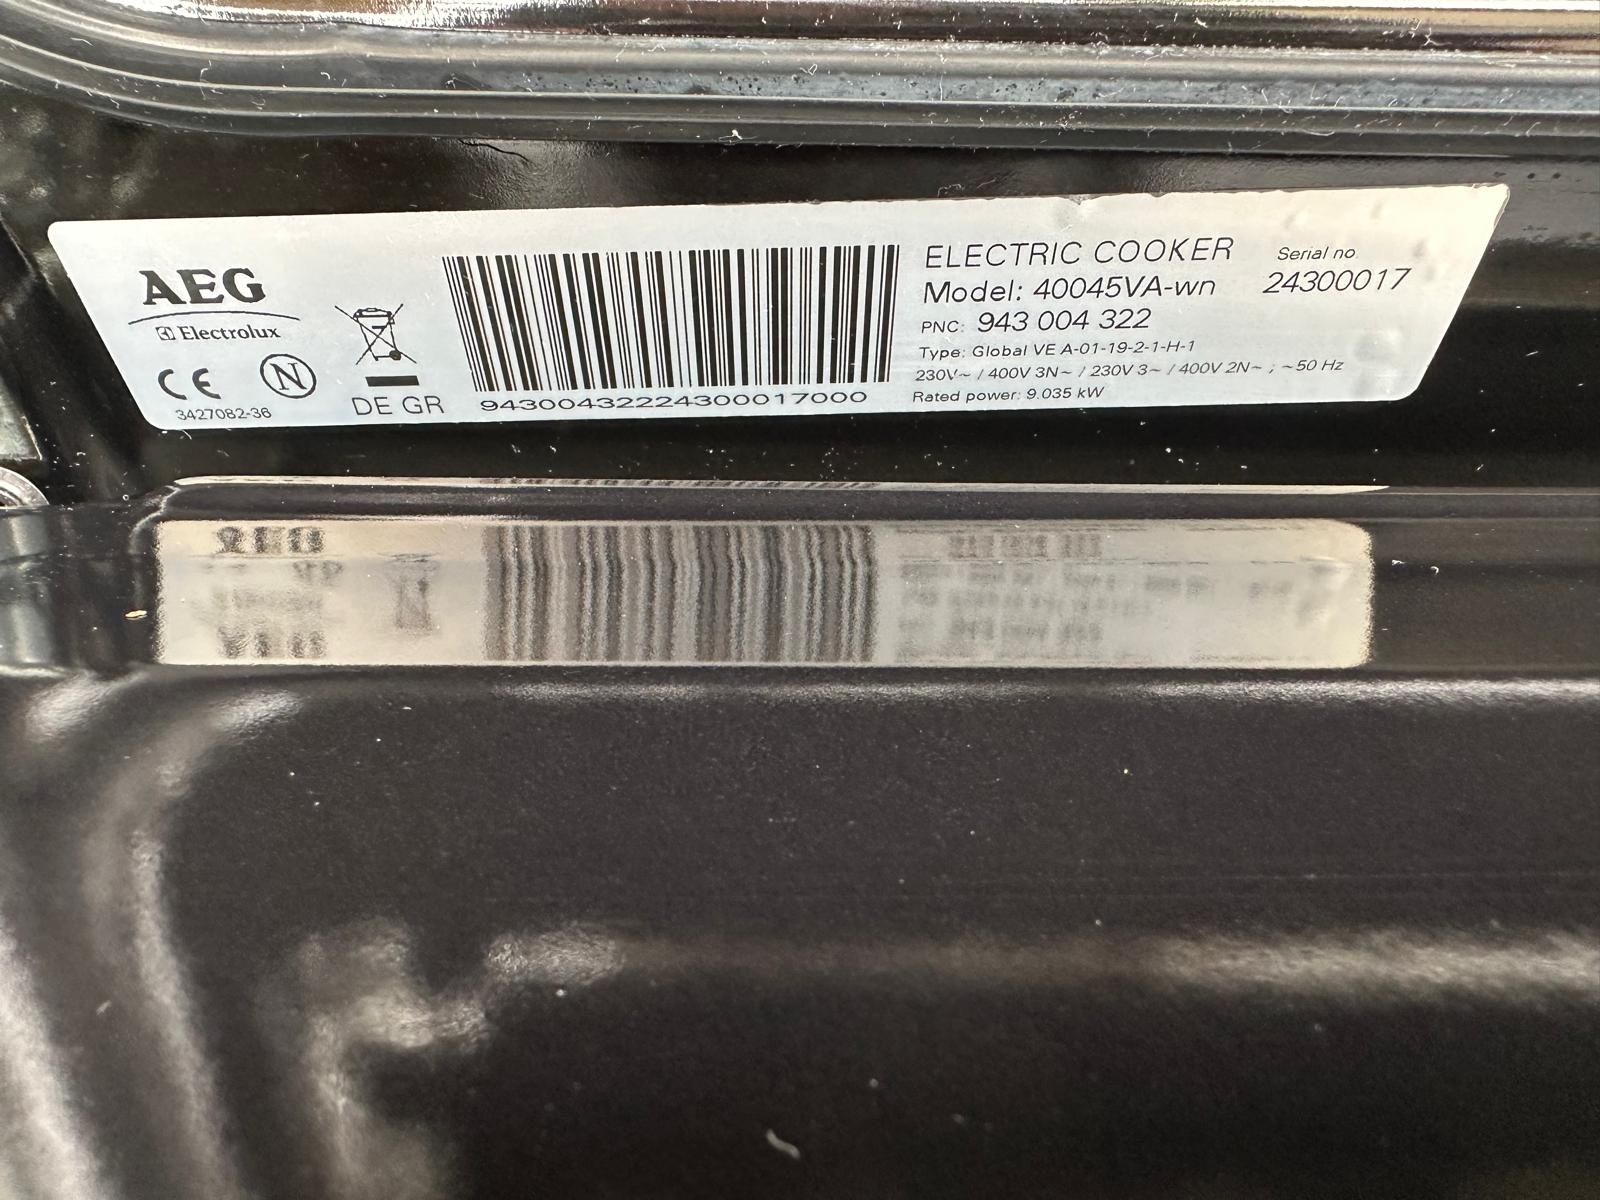 AEG
Electrolux
CE N
3427082-36
DE GR
94300432224300017000
ELECTRIC COOKER
Serial no.
Model: 40045VA-wn
24300017
PNC: 943 004 322
Type: Global VE A-01-19-2-1-H-1
230V~ / 400V 3N~ / 230V 3~ / 400V 2N~ ; ~50 Hz
Rated power: 9.035 kW